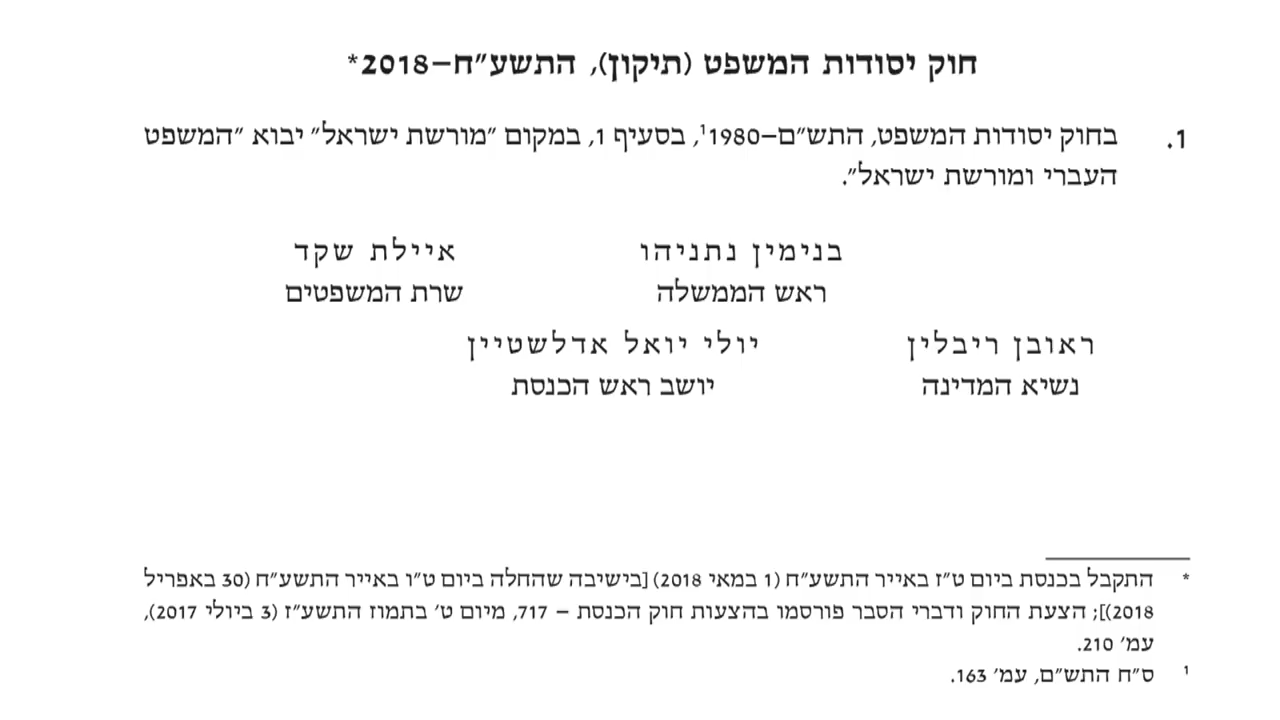 חוק יסודות המשפט (תיקון), התשע"ח–2018*
1. בחוק יסודות המשפט, התש"ם–1980¹, בסעיף 1, במקום "מורשת ישראל" יבוא "המשפט
העברי ומורשת ישראל".
בנימין נתניהו איילת שקד
ראש הממשלה שרת המשפטים
ראובן ריבלין יולי יואל אדלשטיין
נשיא המדינה יושב ראש הכנסת
* התקבל בכנסת ביום ט"ז באייר התשע"ח (1 במאי 2018) [בישיבה שהחלה ביום ט"ו באייר התשע"ח (30 באפריל
2018)]; הצעת החוק ודברי הסבר פורסמו בהצעות חוק הכנסת – 717, מיום ט' בתמוז התשע"ז (3 ביולי 2017),
עמ' 210.
¹ ס"ח התש"ם, עמ' 163.